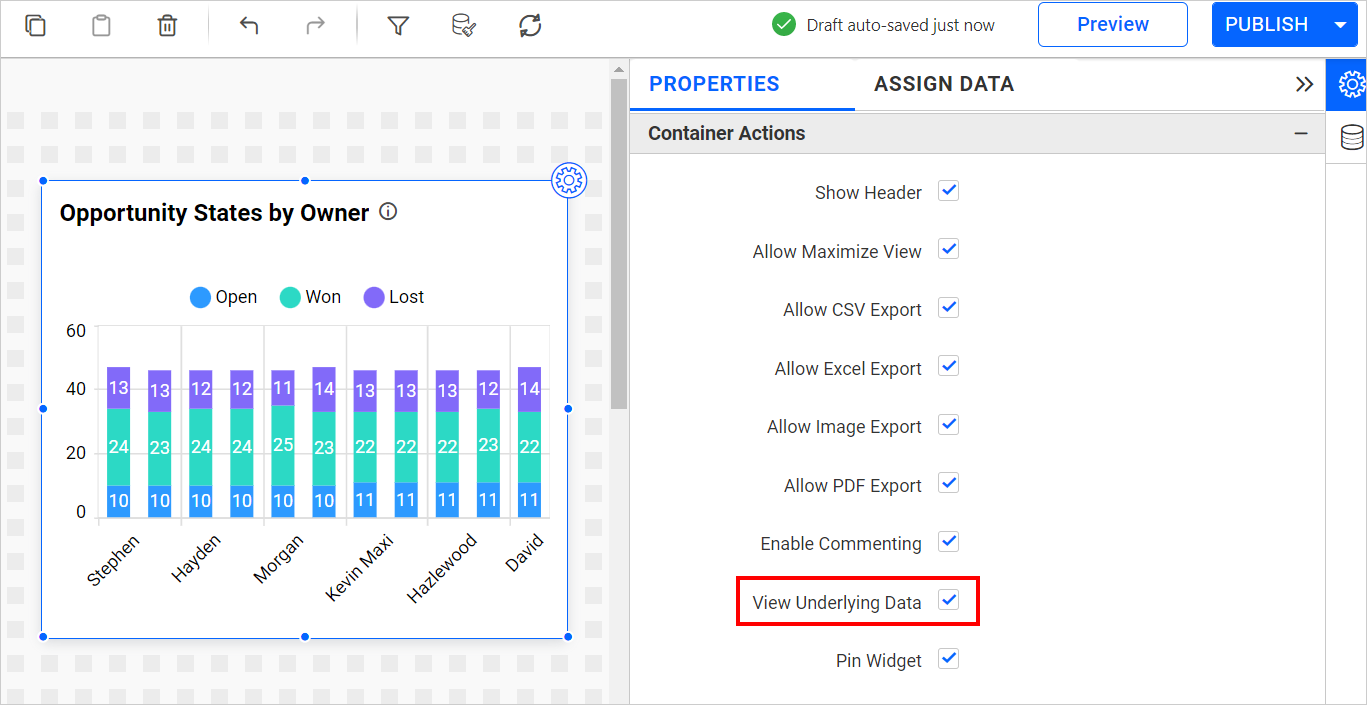 Draft auto-saved just now
Preview
PUBLISH
PROPERTIES
ASSIGN DATA
Container Actions
Show Header
Allow Maximize View
Allow CSV Export
Allow Excel Export
Allow Image Export
Allow PDF Export
Enable Commenting
View Underlying Data
Pin Widget
Opportunity States by Owner
Open Won Lost
60
40
20
0
13 13 12 12 11 14 13 13 13 12 14
24 23 24 24 25 23 22 22 22 23 22
10 10 10 10 10 10 11 11 11 11 11
Stephen
Hayden
Morgan
Kevin Maxi
Hazlewood
David